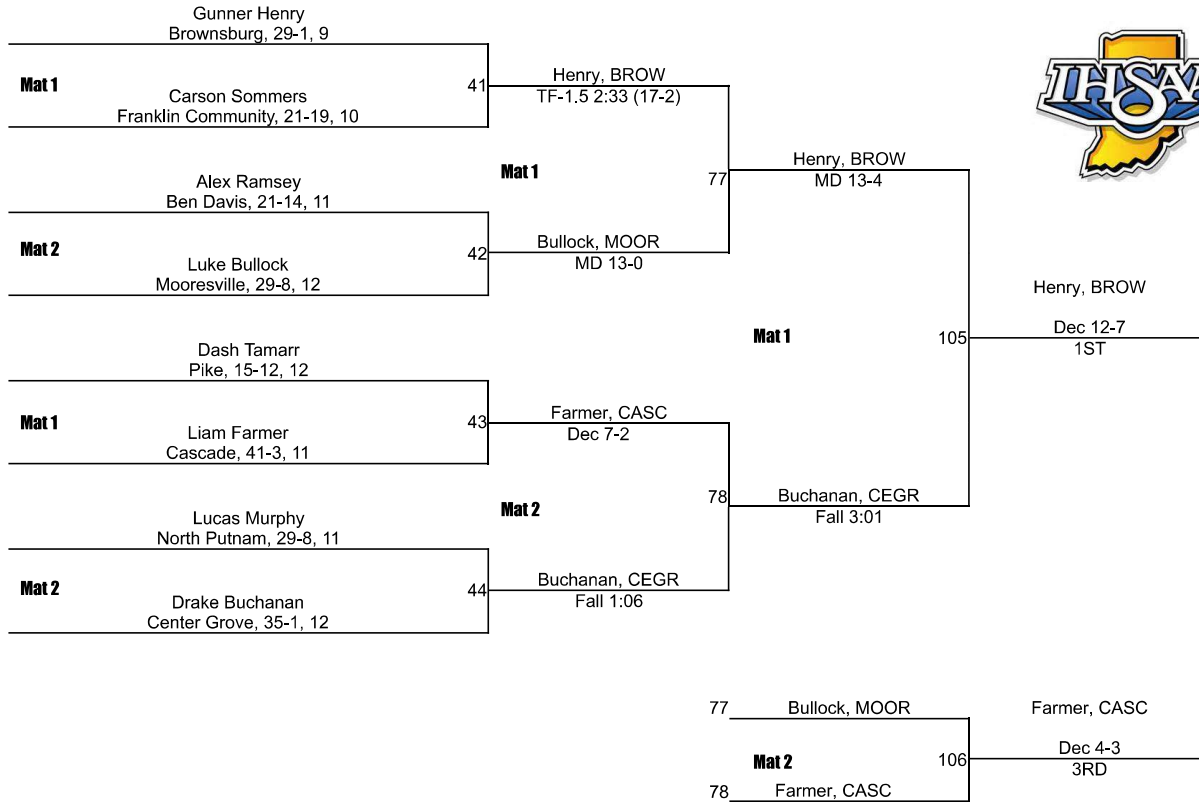 Gunner Henry
Brownsburg, 29-1, 9
Mat 1
Carson Sommers
Franklin Community, 21-19, 10
41
Henry, BROW
TF-1.5 2:33 (17-2)
Alex Ramsey
Ben Davis, 21-14, 11
Mat 2
Luke Bullock
Mooresville, 29-8, 12
42
Bullock, MOOR
MD 13-0
Mat 1
77
Henry, BROW
MD 13-4
Dash Tamarr
Pike, 15-12, 12
Mat 1
Liam Farmer
Cascade, 41-3, 11
43
Farmer, CASC
Dec 7-2
Lucas Murphy
North Putnam, 29-8, 11
Mat 2
Drake Buchanan
Center Grove, 35-1, 12
44
Buchanan, CEGR
Fall 1:06
Mat 2
78
Buchanan, CEGR
Fall 3:01
Mat 1
105
Henry, BROW
Dec 12-7
1ST
IHSAA
77
Bullock, MOOR
Mat 2
78
Farmer, CASC
106
Farmer, CASC
Dec 4-3
3RD